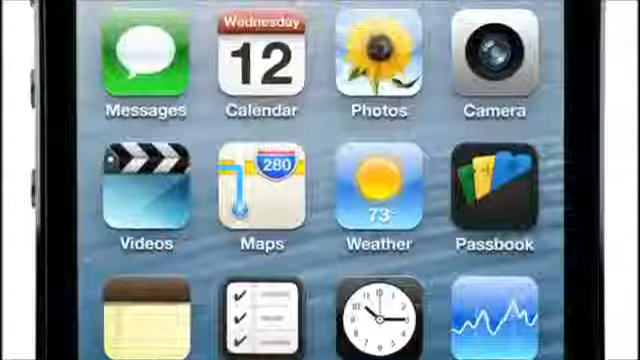 Wednesday
12
Messages Calendar Photos Camera
280
73°
Videos Maps Weather Passbook